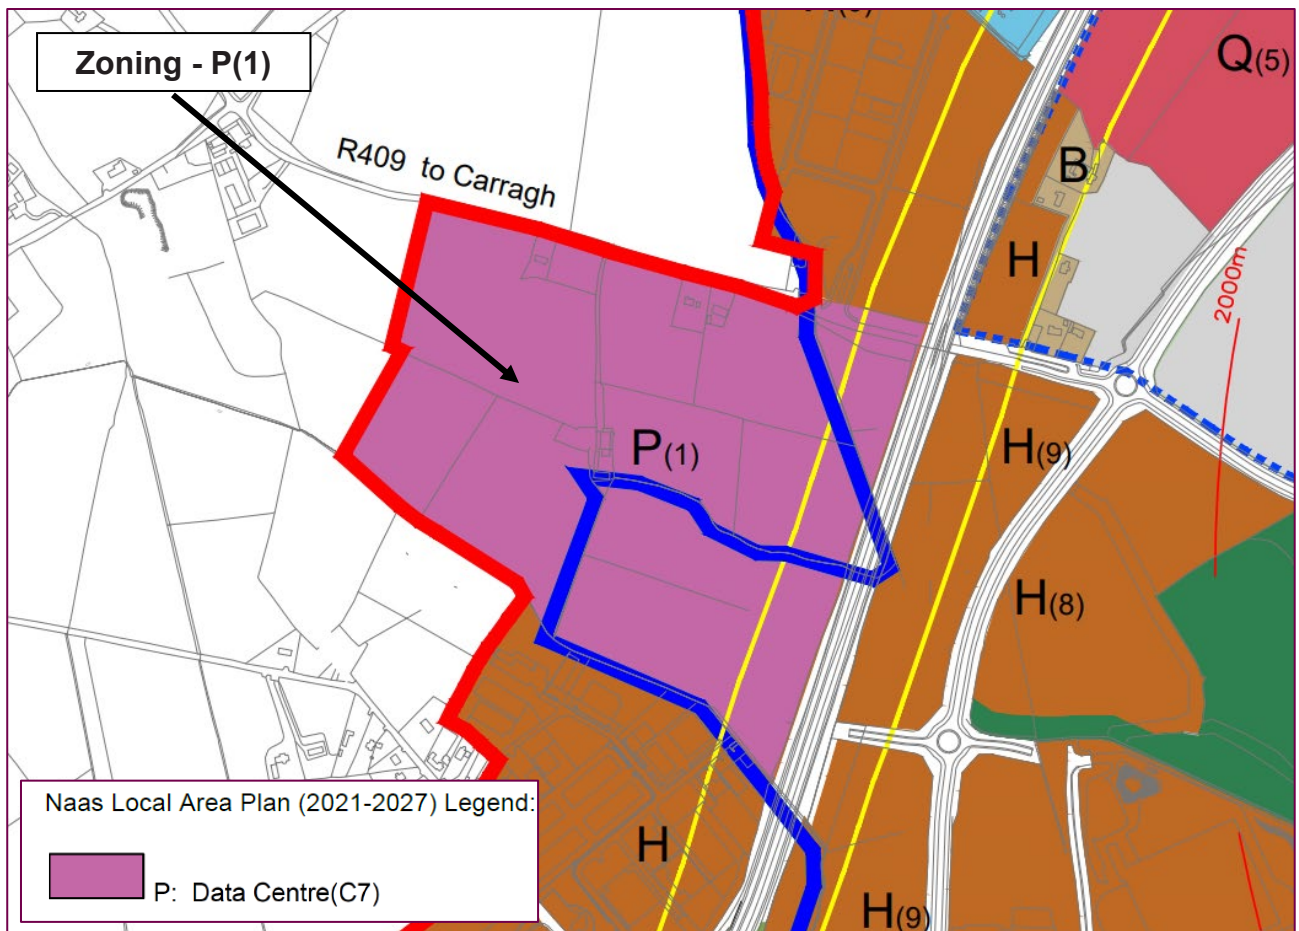 Zoning - P(1)
Q(5)
R409 to Carragh
B
H
2000m
P(1)
H(9)
H(8)
Naas Local Area Plan (2021-2027) Legend:
P: Data Centre(C7)
H
H(9)